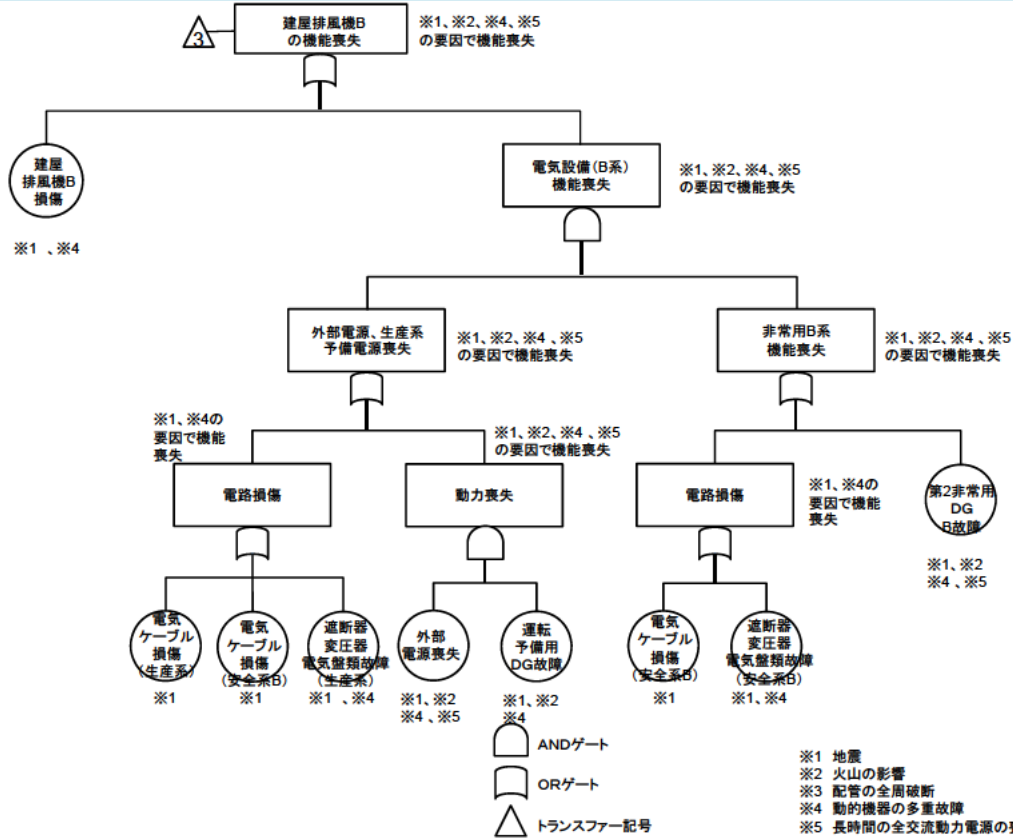 3
建屋排風機B
の機能喪失
※1、※2、※4、※5
の要因で機能喪失
建屋
排風機B
損傷
※1 、※4
電気設備(B系)
機能喪失
※1、※2、※4、※5
の要因で機能喪失
外部電源、生産系
予備電源喪失
※1、※2、※4 、※5
の要因で機能喪失
非常用B系
機能喪失
※1、※2、※4 、※5
の要因で機能喪失
※1、※4の
要因で機能
喪失
電路損傷
※1、※2、※4 、※5
の要因で機能喪失
動力喪失
電路損傷
※1、※4の
要因で機能
喪失
第2非常用
DG
B故障
※1、※2
※4 、※5
電気
ケーブル
損傷
(生産系)
※1
電気
ケーブル
損傷
(安全系B)
※1
遮断器
変圧器
電気盤類故障
(生産系)
※1 、※4
外部
電源喪失
※1、※2
※4 、※5
運転
予備用
DG故障
※1、※2
※4
電気
ケーブル
損傷
(安全系B)
※1
遮断器
変圧器
電気盤類故障
(安全系B)
※1、※4
ANDゲート
ORゲート
トランスファー記号
※1 地震
※2 火山の影響
※3 配管の全周破断
※4 動的機器の多重故障
※5 長時間の全交流動力電源の